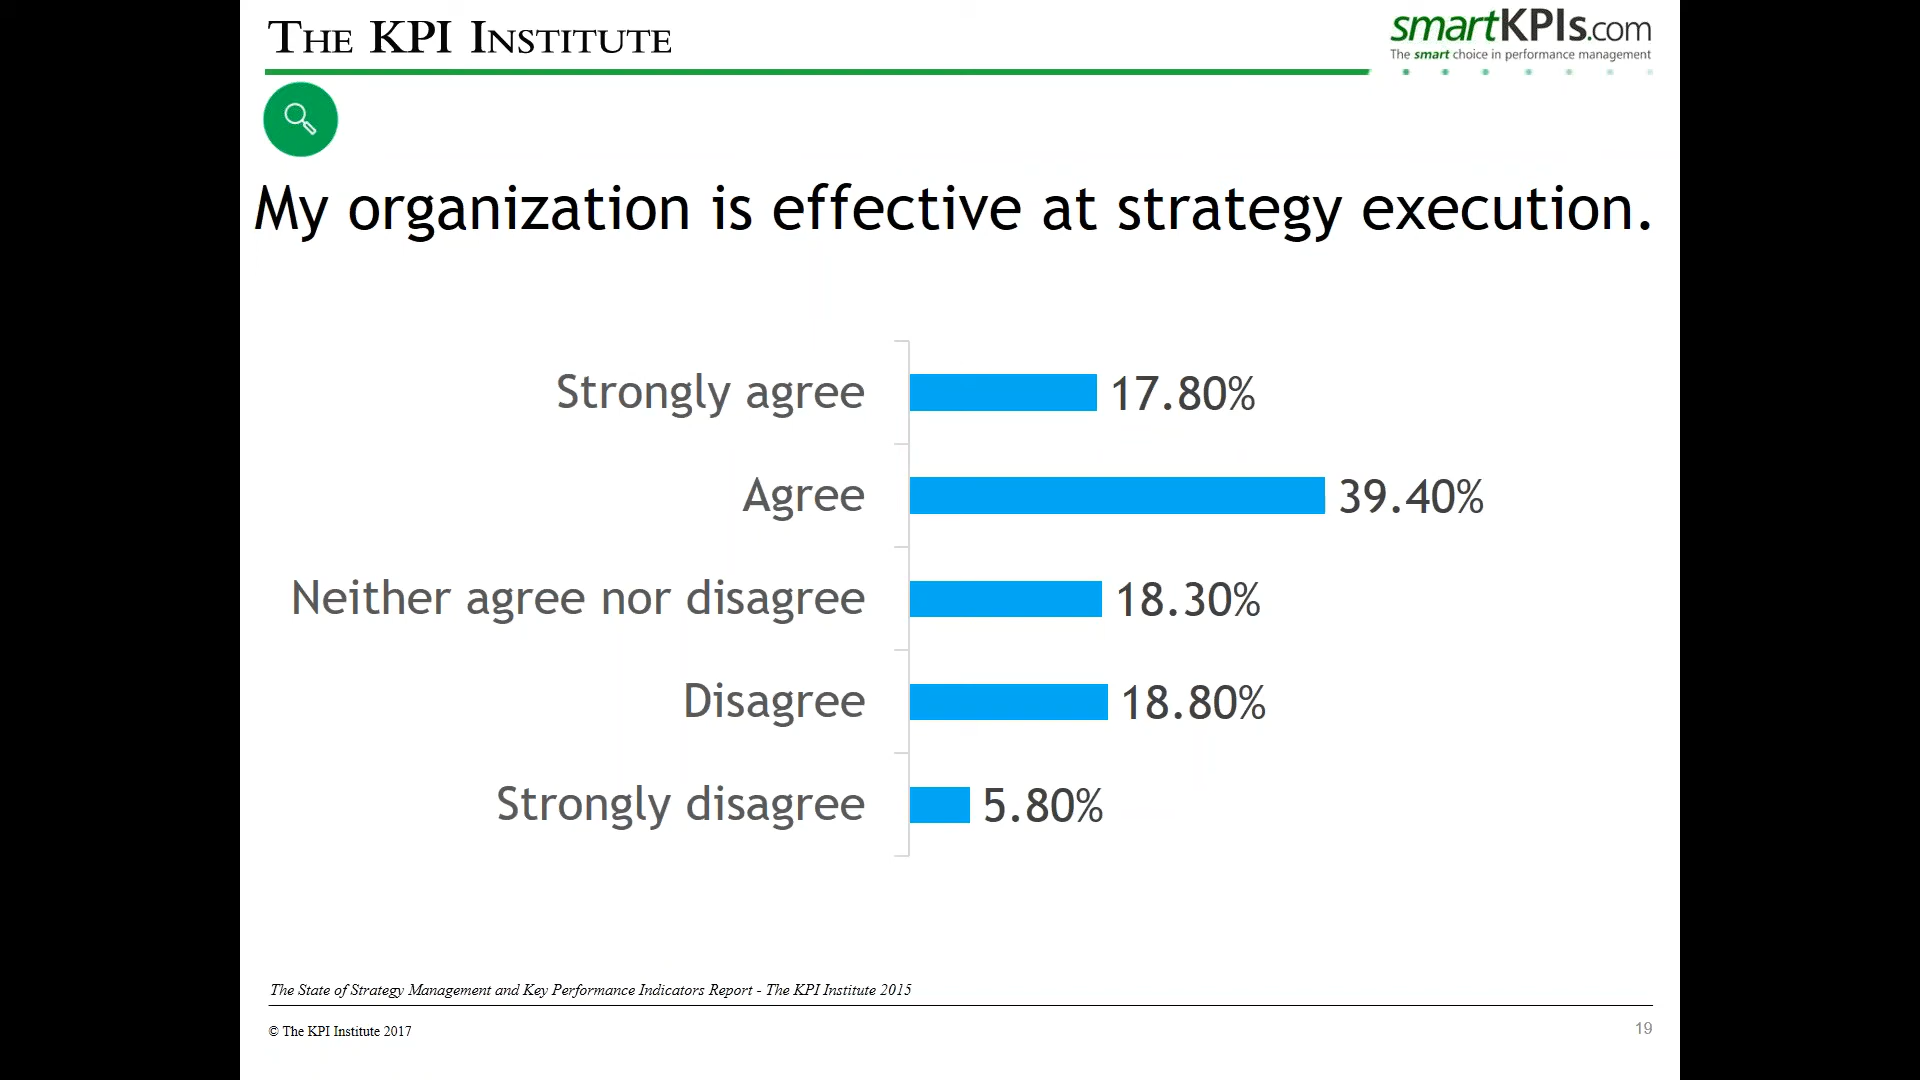 THE KPI INSTITUTE
smartKPIs.com
The smart choice in performance management
My organization is effective at strategy execution.
Strongly agree 17.80%
Agree 39.40%
Neither agree nor disagree 18.30%
Disagree 18.80%
Strongly disagree 5.80%
The State of Strategy Management and Key Performance Indicators Report - The KPI Institute 2015
© The KPI Institute 2017
19